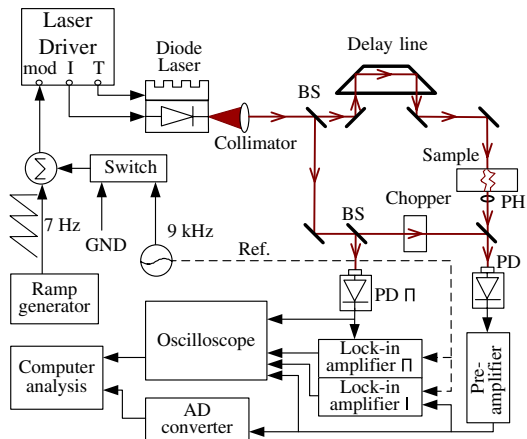 Laser
Driver
mod I T
Diode
Laser
Delay line
BS
Collimator
Sample
PH
Σ
Switch
Chopper
7 Hz
GND
9 kHz
BS
Ref.
PD
PD Π
Ramp
generator
Oscilloscope
Lock-in
amplifier Π
Lock-in
amplifier I
Pre-
amplifier
Computer
analysis
AD
converter